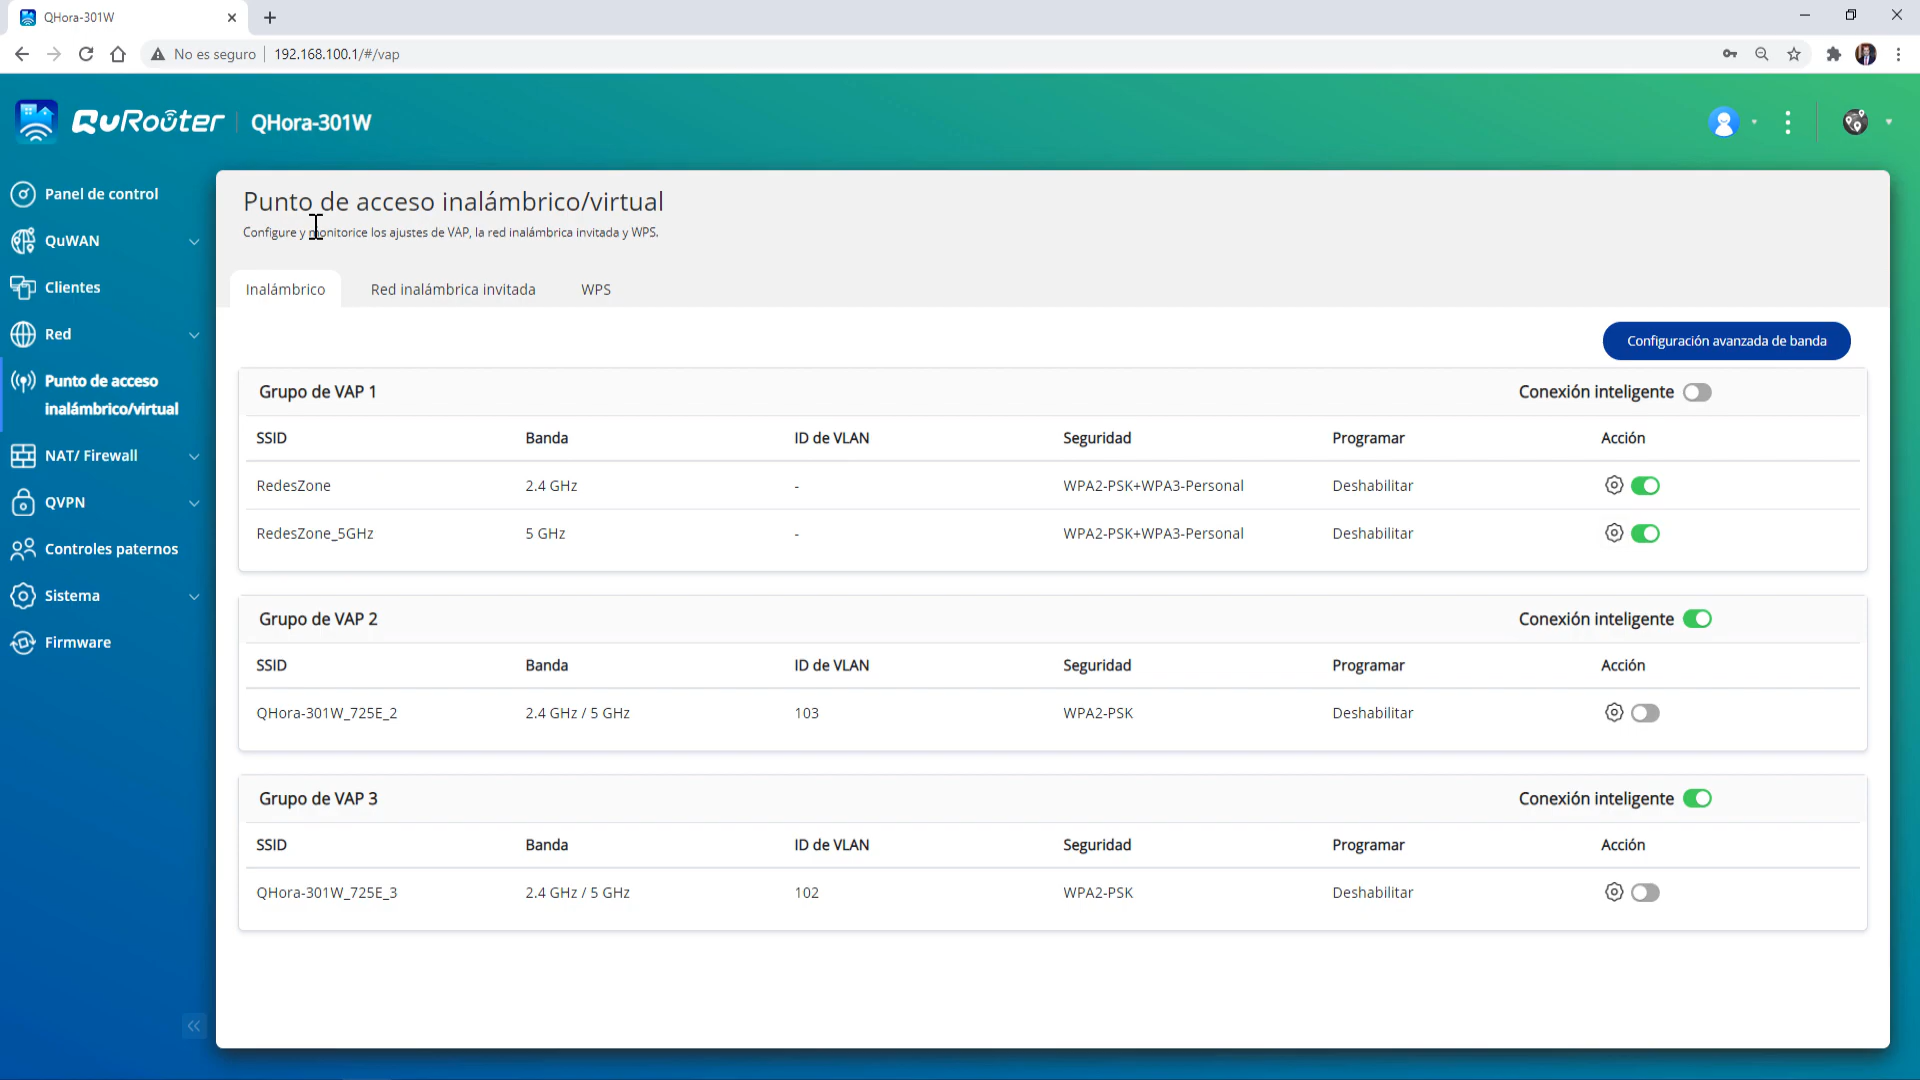 QHora-301W
No es seguro
192.168.100.1/#/vap
QuRouter
QHora-301W
Panel de control
QuWAN
Clientes
Red
Punto de acceso
inalámbrico/virtual
NAT/ Firewall
QVPN
Controles paternos
Sistema
Firmware
Punto de acceso inalámbrico/virtual
Configure y monitorice los ajustes de VAP, la red inalámbrica invitada y WPS.
Inalámbrico Red inalámbrica invitada WPS
Configuración avanzada de banda
Grupo de VAP 1 Conexión inteligente
SSID Banda ID de VLAN Seguridad Programar Acción
RedesZone 2.4 GHz - WPA2-PSK+WPA3-Personal Deshabilitar
RedesZone_5GHz 5 GHz - WPA2-PSK+WPA3-Personal Deshabilitar
Grupo de VAP 2 Conexión inteligente
SSID Banda ID de VLAN Seguridad Programar Acción
QHora-301W_725E_2 2.4 GHz / 5 GHz 103 WPA2-PSK Deshabilitar
Grupo de VAP 3 Conexión inteligente
SSID Banda ID de VLAN Seguridad Programar Acción
QHora-301W_725E_3 2.4 GHz / 5 GHz 102 WPA2-PSK Deshabilitar